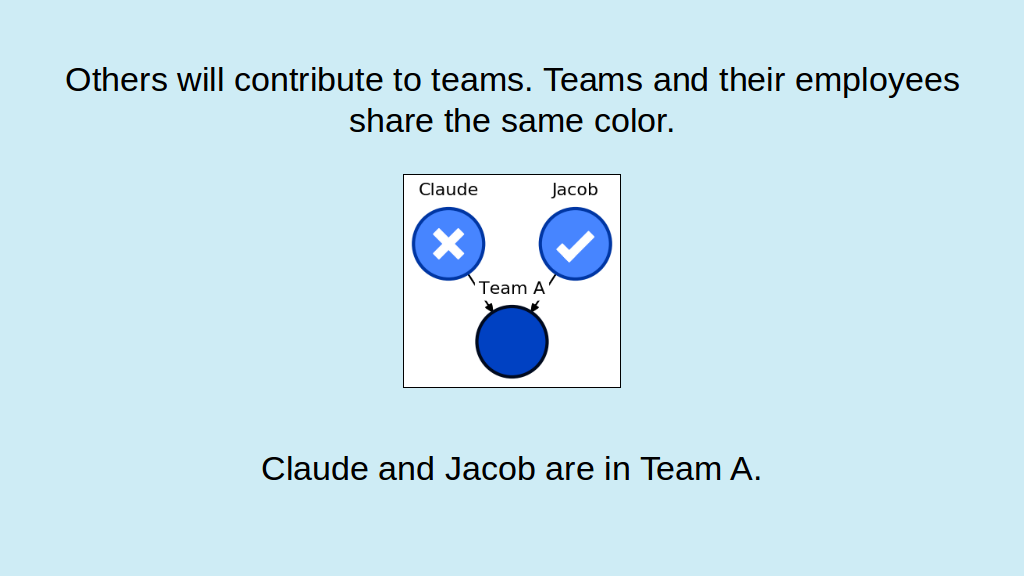 Others will contribute to teams. Teams and their employees
share the same color.
Claude Jacob
Team A
Claude and Jacob are in Team A.